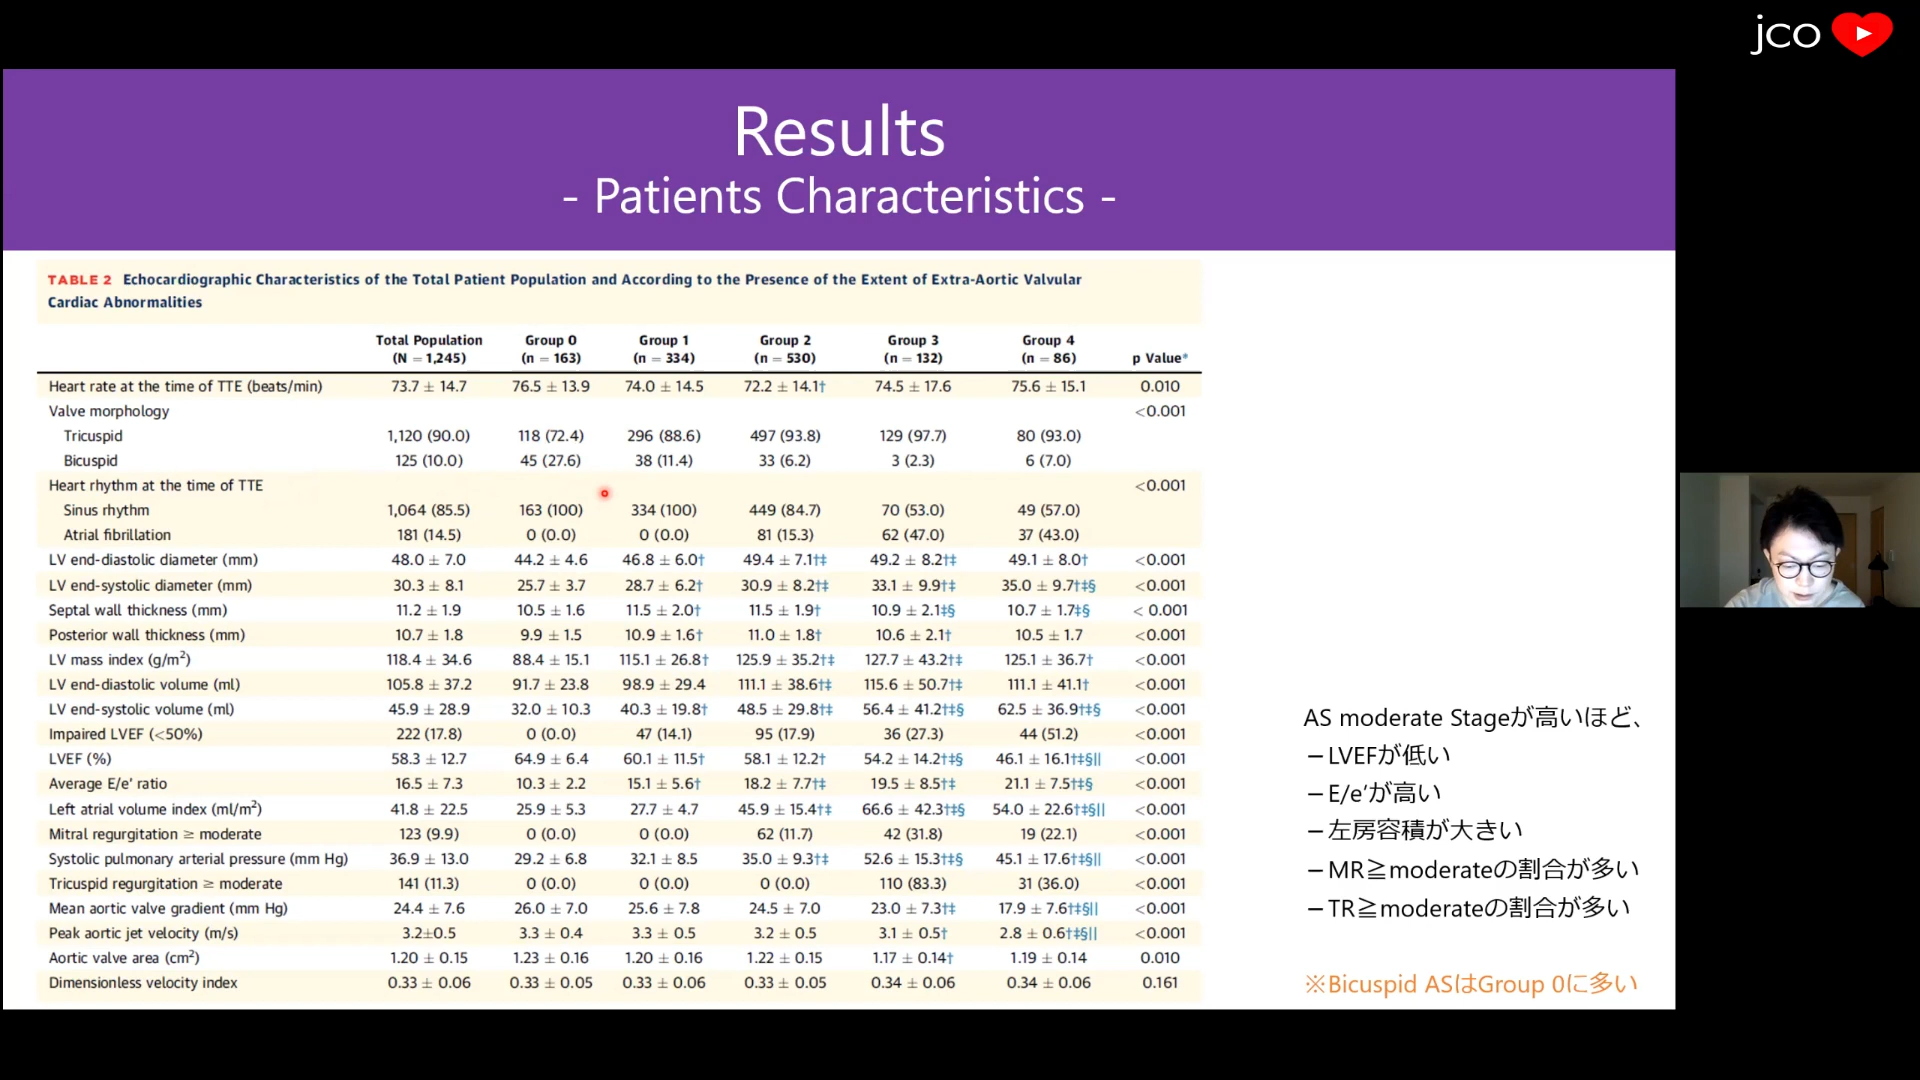 jco
Results
- Patients Characteristics -
TABLE 2 Echocardiographic Characteristics of the Total Patient Population and According to the Presence of the Extent of Extra-Aortic Valvular
Cardiac Abnormalities
Total Population (N = 1,245) Group 0 (n = 163) Group 1 (n = 334) Group 2 (n = 530) Group 3 (n = 132) Group 4 (n = 86) p Value*
Heart rate at the time of TTE (beats/min) 73.7 ± 14.7 76.5 ± 13.9 74.0 ± 14.5 72.2 ± 14.1† 74.5 ± 17.6 75.6 ± 15.1 0.010
Valve morphology <0.001
Tricuspid 1,120 (90.0) 118 (72.4) 296 (88.6) 497 (93.8) 129 (97.7) 80 (93.0)
Bicuspid 125 (10.0) 45 (27.6) 38 (11.4) 33 (6.2) 3 (2.3) 6 (7.0)
Heart rhythm at the time of TTE <0.001
Sinus rhythm 1,064 (85.5) 163 (100) 334 (100) 449 (84.7) 70 (53.0) 49 (57.0)
Atrial fibrillation 181 (14.5) 0 (0.0) 0 (0.0) 81 (15.3) 62 (47.0) 37 (43.0)
LV end-diastolic diameter (mm) 48.0 ± 7.0 44.2 ± 4.6 46.8 ± 6.0† 49.4 ± 7.1†‡ 49.2 ± 8.2†‡ 49.1 ± 8.0† <0.001
LV end-systolic diameter (mm) 30.3 ± 8.1 25.7 ± 3.7 28.7 ± 6.2† 30.9 ± 8.2†‡ 33.1 ± 9.9†‡ 35.0 ± 9.7†‡§ <0.001
Septal wall thickness (mm) 11.2 ± 1.9 10.5 ± 1.6 11.5 ± 2.0† 11.5 ± 1.9† 10.9 ± 2.1‡§ 10.7 ± 1.7‡§ < 0.001
Posterior wall thickness (mm) 10.7 ± 1.8 9.9 ± 1.5 10.9 ± 1.6† 11.0 ± 1.8† 10.6 ± 2.1† 10.5 ± 1.7 <0.001
LV mass index (g/m²) 118.4 ± 34.6 88.4 ± 15.1 115.1 ± 26.8† 125.9 ± 35.2†‡ 127.7 ± 43.2†‡ 125.1 ± 36.7† <0.001
LV end-diastolic volume (ml) 105.8 ± 37.2 91.7 ± 23.8 98.9 ± 29.4 111.1 ± 38.6†‡ 115.6 ± 50.7†‡ 111.1 ± 41.1† <0.001
LV end-systolic volume (ml) 45.9 ± 28.9 32.0 ± 10.3 40.3 ± 19.8† 48.5 ± 29.8†‡ 56.4 ± 41.2†‡§ 62.5 ± 36.9†‡§ <0.001
Impaired LVEF (<50%) 222 (17.8) 0 (0.0) 47 (14.1) 95 (17.9) 36 (27.3) 44 (51.2) <0.001
LVEF (%) 58.3 ± 12.7 64.9 ± 6.4 60.1 ± 11.5† 58.1 ± 12.2† 54.2 ± 14.2†‡§ 46.1 ± 16.1†‡§|| <0.001
Average E/e′ ratio 16.5 ± 7.3 10.3 ± 2.2 15.1 ± 5.6† 18.2 ± 7.7†‡ 19.5 ± 8.5†‡ 21.1 ± 7.5†‡§ <0.001
Left atrial volume index (ml/m²) 41.8 ± 22.5 25.9 ± 5.3 27.7 ± 4.7 45.9 ± 15.4†‡ 66.6 ± 42.3†‡§ 54.0 ± 22.6†‡§|| <0.001
Mitral regurgitation ≥ moderate 123 (9.9) 0 (0.0) 0 (0.0) 62 (11.7) 42 (31.8) 19 (22.1) <0.001
Systolic pulmonary arterial pressure (mm Hg) 36.9 ± 13.0 29.2 ± 6.8 32.1 ± 8.5 35.0 ± 9.3†‡ 52.6 ± 15.3†‡§ 45.1 ± 17.6†‡§|| <0.001
Tricuspid regurgitation ≥ moderate 141 (11.3) 0 (0.0) 0 (0.0) 0 (0.0) 110 (83.3) 31 (36.0) <0.001
Mean aortic valve gradient (mm Hg) 24.4 ± 7.6 26.0 ± 7.0 25.6 ± 7.8 24.5 ± 7.0 23.0 ± 7.3†‡ 17.9 ± 7.6†‡§|| <0.001
Peak aortic jet velocity (m/s) 3.2±0.5 3.3 ± 0.4 3.3 ± 0.5 3.2 ± 0.5 3.1 ± 0.5† 2.8 ± 0.6†‡§|| <0.001
Aortic valve area (cm²) 1.20 ± 0.15 1.23 ± 0.16 1.20 ± 0.16 1.22 ± 0.15 1.17 ± 0.14† 1.19 ± 0.14 0.010
Dimensionless velocity index 0.33 ± 0.06 0.33 ± 0.05 0.33 ± 0.06 0.33 ± 0.05 0.34 ± 0.06 0.34 ± 0.06 0.161
AS moderate Stageが高いほど、
－LVEFが低い
－E/e'が高い
－左房容積が大きい
－MR≧moderateの割合が多い
－TR≧moderateの割合が多い
※Bicuspid ASはGroup 0に多い